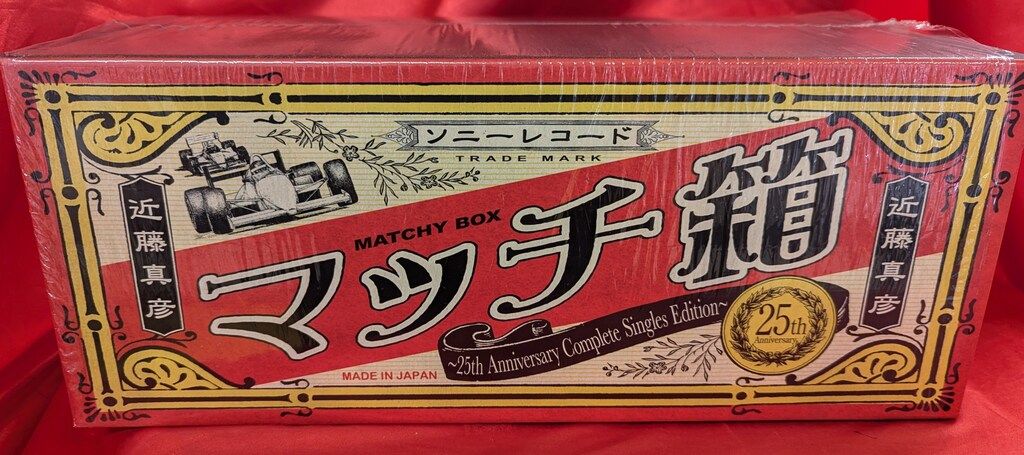 ソニーレコード
TRADE MARK
近藤真彦
MATCHY BOX
マッチ箱
近藤真彦
~25th Anniversary Complete Singles Edition~
25th
Anniversary
MADE IN JAPAN